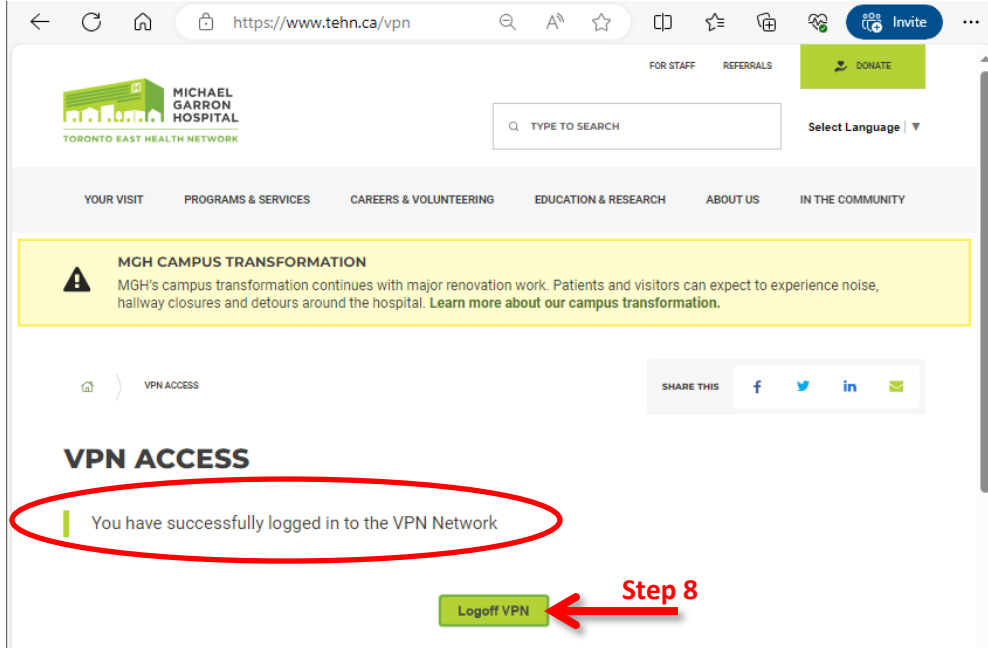 https://www.tehn.ca/vpn
A
Invite
FOR STAFF
REFERRALS
DONATE
H
MICHAEL
GARRON
HOSPITAL
TORONTO EAST HEALTH NETWORK
TYPE TO SEARCH
Select Language
YOUR VISIT
PROGRAMS & SERVICES
CAREERS & VOLUNTEERING
EDUCATION & RESEARCH
ABOUT US
IN THE COMMUNITY
MGH CAMPUS TRANSFORMATION
MGH's campus transformation continues with major renovation work. Patients and visitors can expect to experience noise,
hallway closures and detours around the hospital. Learn more about our campus transformation.
VPN ACCESS
SHARE THIS
f
in
VPN ACCESS
You have successfully logged in to the VPN Network
Step 8
Logoff VPN